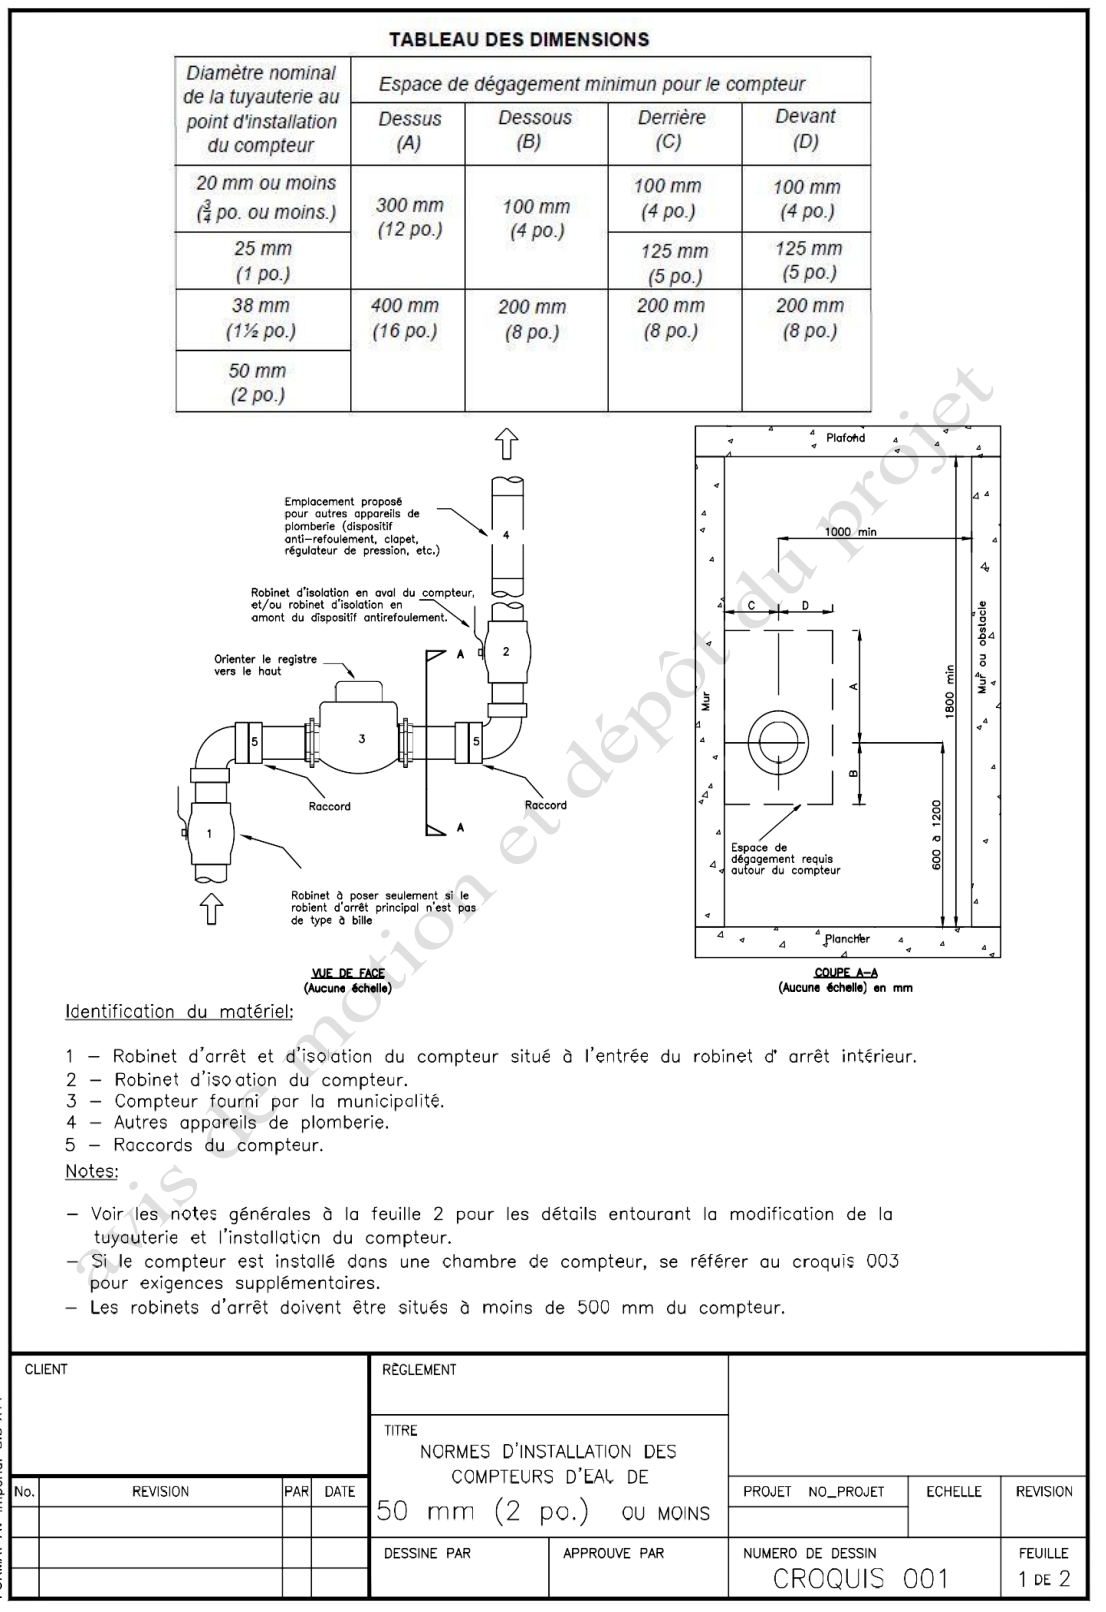 TABLEAU DES DIMENSIONS
Diamètre nominal
de la tuyauterie au
point d'installation
du compteur
Espace de dégagement minimun pour le compteur
Dessus
(A)
Dessous
(B)
Derrière
(C)
Devant
(D)
20 mm ou moins
(¾ po. ou moins.)
300 mm
(12 po.)
100 mm
(4 po.)
100 mm
(4 po.)
100 mm
(4 po.)
25 mm
(1 po.)
125 mm
(5 po.)
125 mm
(5 po.)
38 mm
(1½ po.)
400 mm
(16 po.)
200 mm
(8 po.)
200 mm
(8 po.)
200 mm
(8 po.)
50 mm
(2 po.)
Emplacement proposé
pour autres appareils de
plomberie (dispositif
anti-refoulement, clapet,
régulateur de pression, etc.)
4
Robinet d'isolation en aval du compteur,
et/ou robinet d'isolation en
amont du dispositif antirefoulement.
A
2
Orienter le registre
vers le haut
5
3
5
Raccord
Raccord
1
A
Robinet à poser seulement si le
robient d'arrêt principal n'est pas
de type à bille
VUE DE FACE
(Aucune échelle)
Plafond
1000 min
C
D
A
B
Mur
Mur ou obstacle
1800 min
600 à 1200
Espace de
dégagement requis
autour du compteur
Plancher
COUPE A-A
(Aucune échelle) en mm
avis de motion et dépôt du projet
Identification du matériel:
1 – Robinet d'arrêt et d'isolation du compteur situé à l'entrée du robinet d' arrêt intérieur.
2 – Robinet d'isolation du compteur.
3 – Compteur fourni par la municipalité.
4 – Autres appareils de plomberie.
5 – Raccords du compteur.
Notes:
– Voir les notes générales à la feuille 2 pour les détails entourant la modification de la
tuyauterie et l'installation du compteur.
– Si le compteur est installé dans une chambre de compteur, se référer au croquis 003
pour exigences supplémentaires.
– Les robinets d'arrêt doivent être situés à moins de 500 mm du compteur.
CLIENT
RÈGLEMENT
TITRE
NORMES D'INSTALLATION DES
COMPTEURS D'EAU DE
50 mm (2 po.) OU MOINS
No.
REVISION
PAR
DATE
PROJET NO_PROJET
ECHELLE
REVISION
DESSINE PAR
APPROUVE PAR
NUMERO DE DESSIN
CROQUIS 001
FEUILLE
1 DE 2